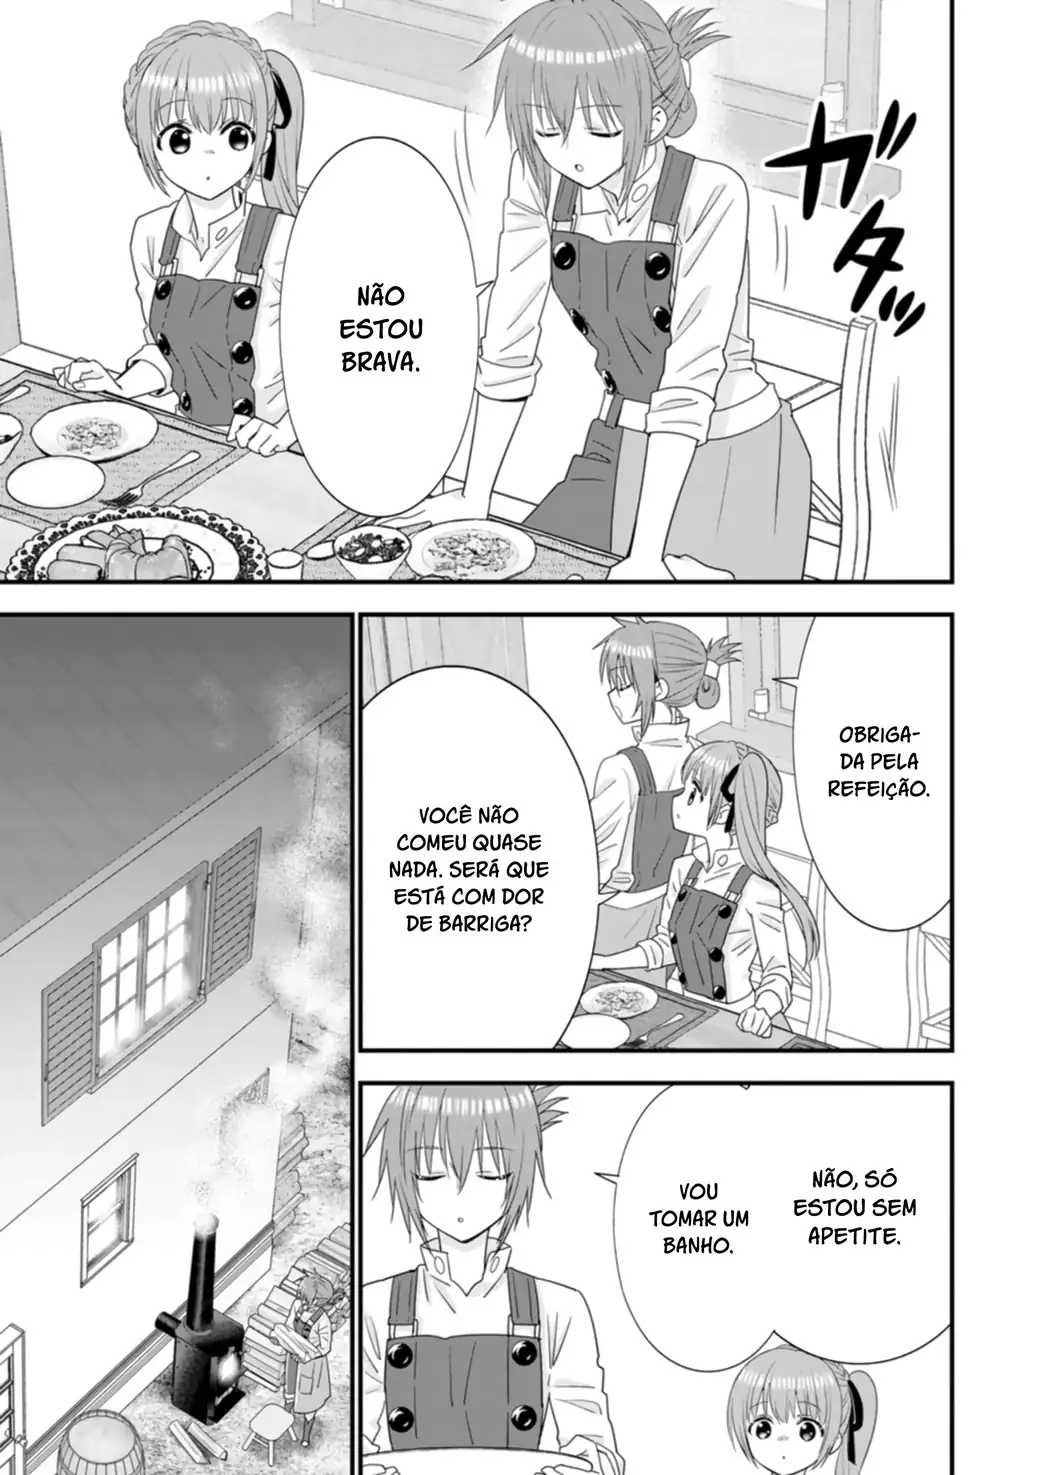 ガタッ
NÃO
ESTOU
BRAVA.
OBRIGA-
DA PELA
REFEIÇÃO.
VOCÊ NÃO
COMEU QUASE
NADA. SERÁ QUE
ESTÁ COM DOR
DE BARRIGA?
NÃO, SÓ
ESTOU SEM
APETITE.
VOU
TOMAR UM
BANHO.